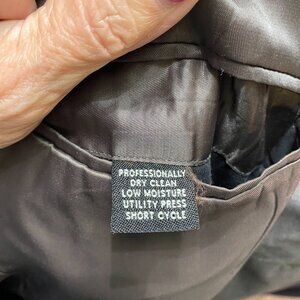 PROFESSIONALLY
DRY CLEAN
LOW MOISTURE
UTILITY PRESS
SHORT CYCLE